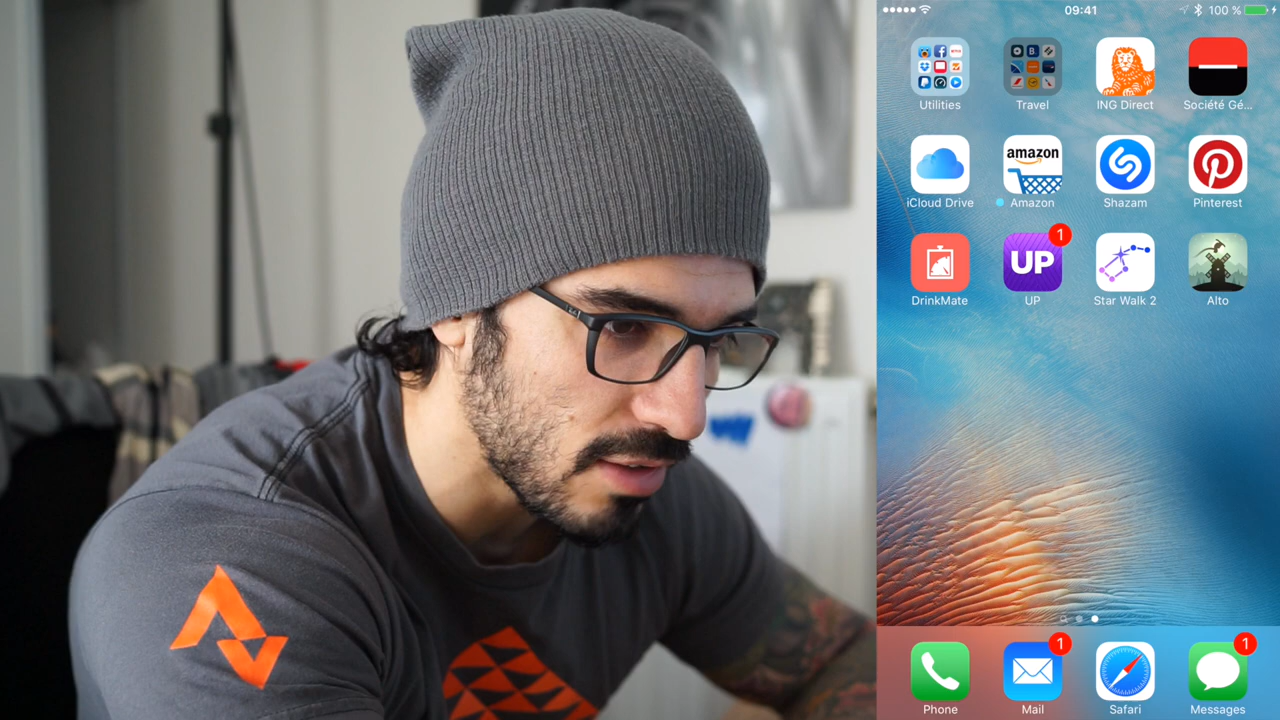 09:41
100 %
Utilities
Travel
ING Direct
Société Gé...
amazon
iCloud Drive
Amazon
Shazam
Pinterest
1
UP
DrinkMate
UP
Star Walk 2
Alto
1
1
Phone
Mail
Safari
Messages